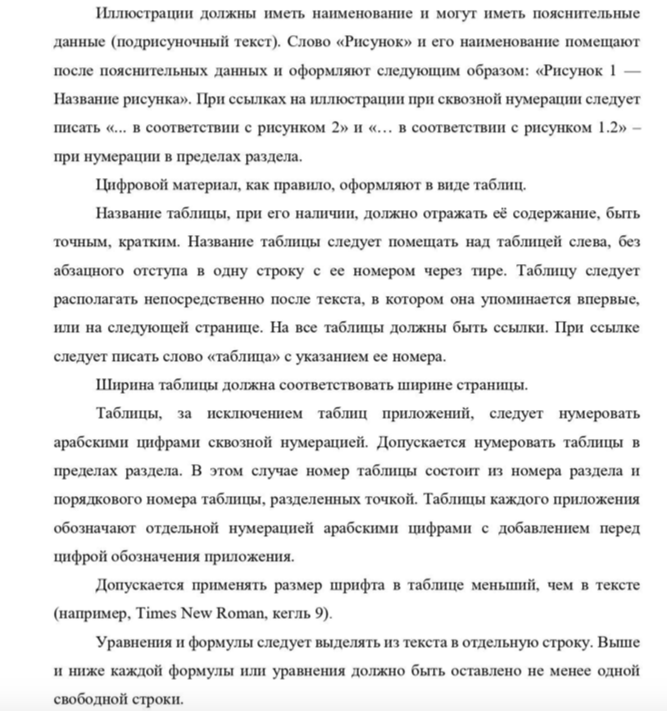 Иллюстрации должны иметь наименование и могут иметь пояснительные
данные (подрисуночный текст). Слово «Рисунок» и его наименование помещают
после пояснительных данных и оформляют следующим образом: «Рисунок 1 —
Название рисунка». При ссылках на иллюстрации при сквозной нумерации следует
писать «... в соответствии с рисунком 2» и «… в соответствии с рисунком 1.2» –
при нумерации в пределах раздела.
Цифровой материал, как правило, оформляют в виде таблиц.
Название таблицы, при его наличии, должно отражать её содержание, быть
точным, кратким. Название таблицы следует помещать над таблицей слева, без
абзацного отступа в одну строку с ее номером через тире. Таблицу следует
располагать непосредственно после текста, в котором она упоминается впервые,
или на следующей странице. На все таблицы должны быть ссылки. При ссылке
следует писать слово «таблица» с указанием ее номера.
Ширина таблицы должна соответствовать ширине страницы.
Таблицы, за исключением таблиц приложений, следует нумеровать
арабскими цифрами сквозной нумерацией. Допускается нумеровать таблицы в
пределах раздела. В этом случае номер таблицы состоит из номера раздела и
порядкового номера таблицы, разделенных точкой. Таблицы каждого приложения
обозначают отдельной нумерацией арабскими цифрами с добавлением перед
цифрой обозначения приложения.
Допускается применять размер шрифта в таблице меньший, чем в тексте
(например, Times New Roman, кегль 9).
Уравнения и формулы следует выделять из текста в отдельную строку. Выше
и ниже каждой формулы или уравнения должно быть оставлено не менее одной
свободной строки.